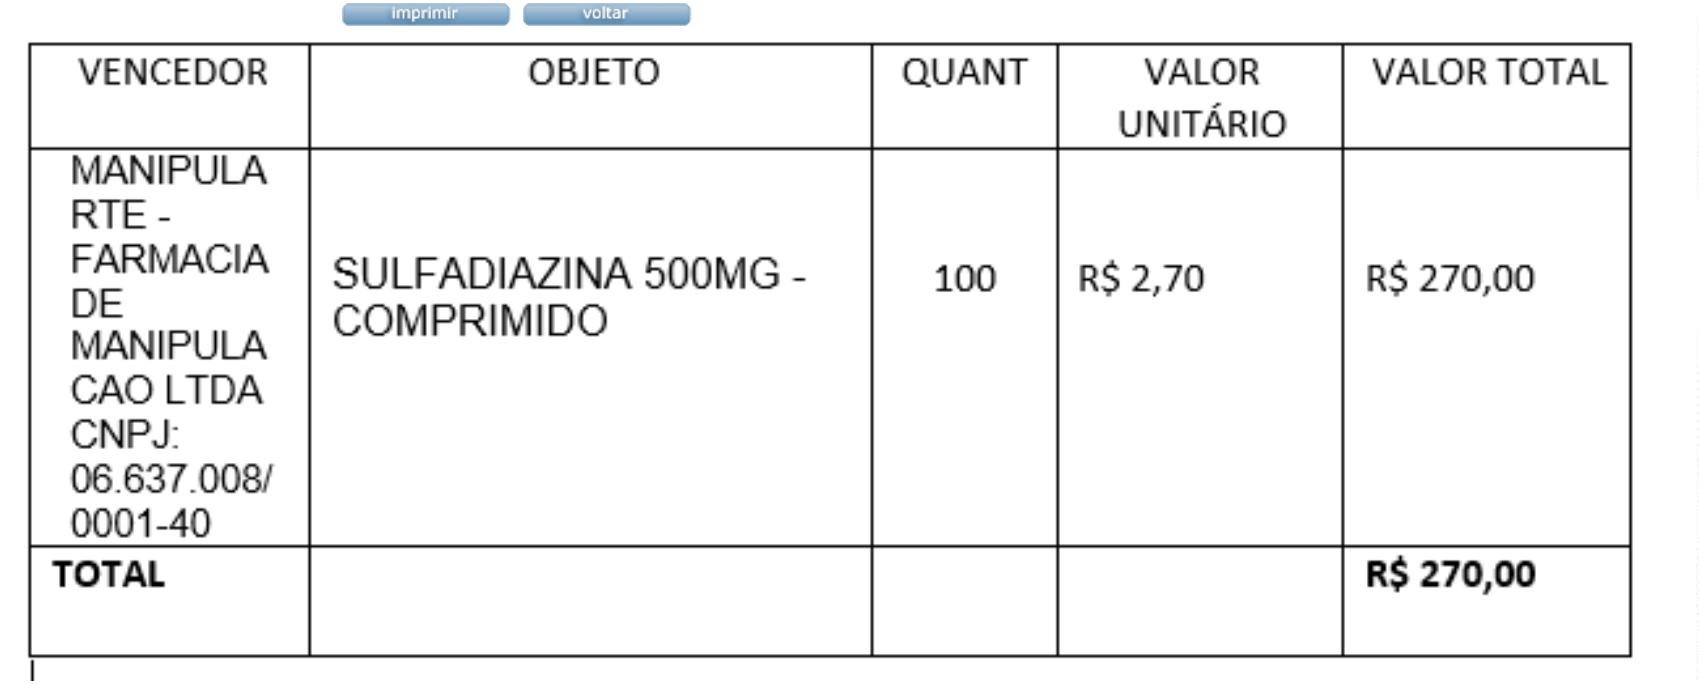 imprimir voltar
VENCEDOR OBJETO QUANT VALOR UNITÁRIO VALOR TOTAL
MANIPULA
RTE -
FARMACIA
DE
MANIPULA
CAO LTDA
CNPJ:
06.637.008/
0001-40
SULFADIAZINA 500MG -
COMPRIMIDO
100
R$ 2,70
R$ 270,00
TOTAL R$ 270,00